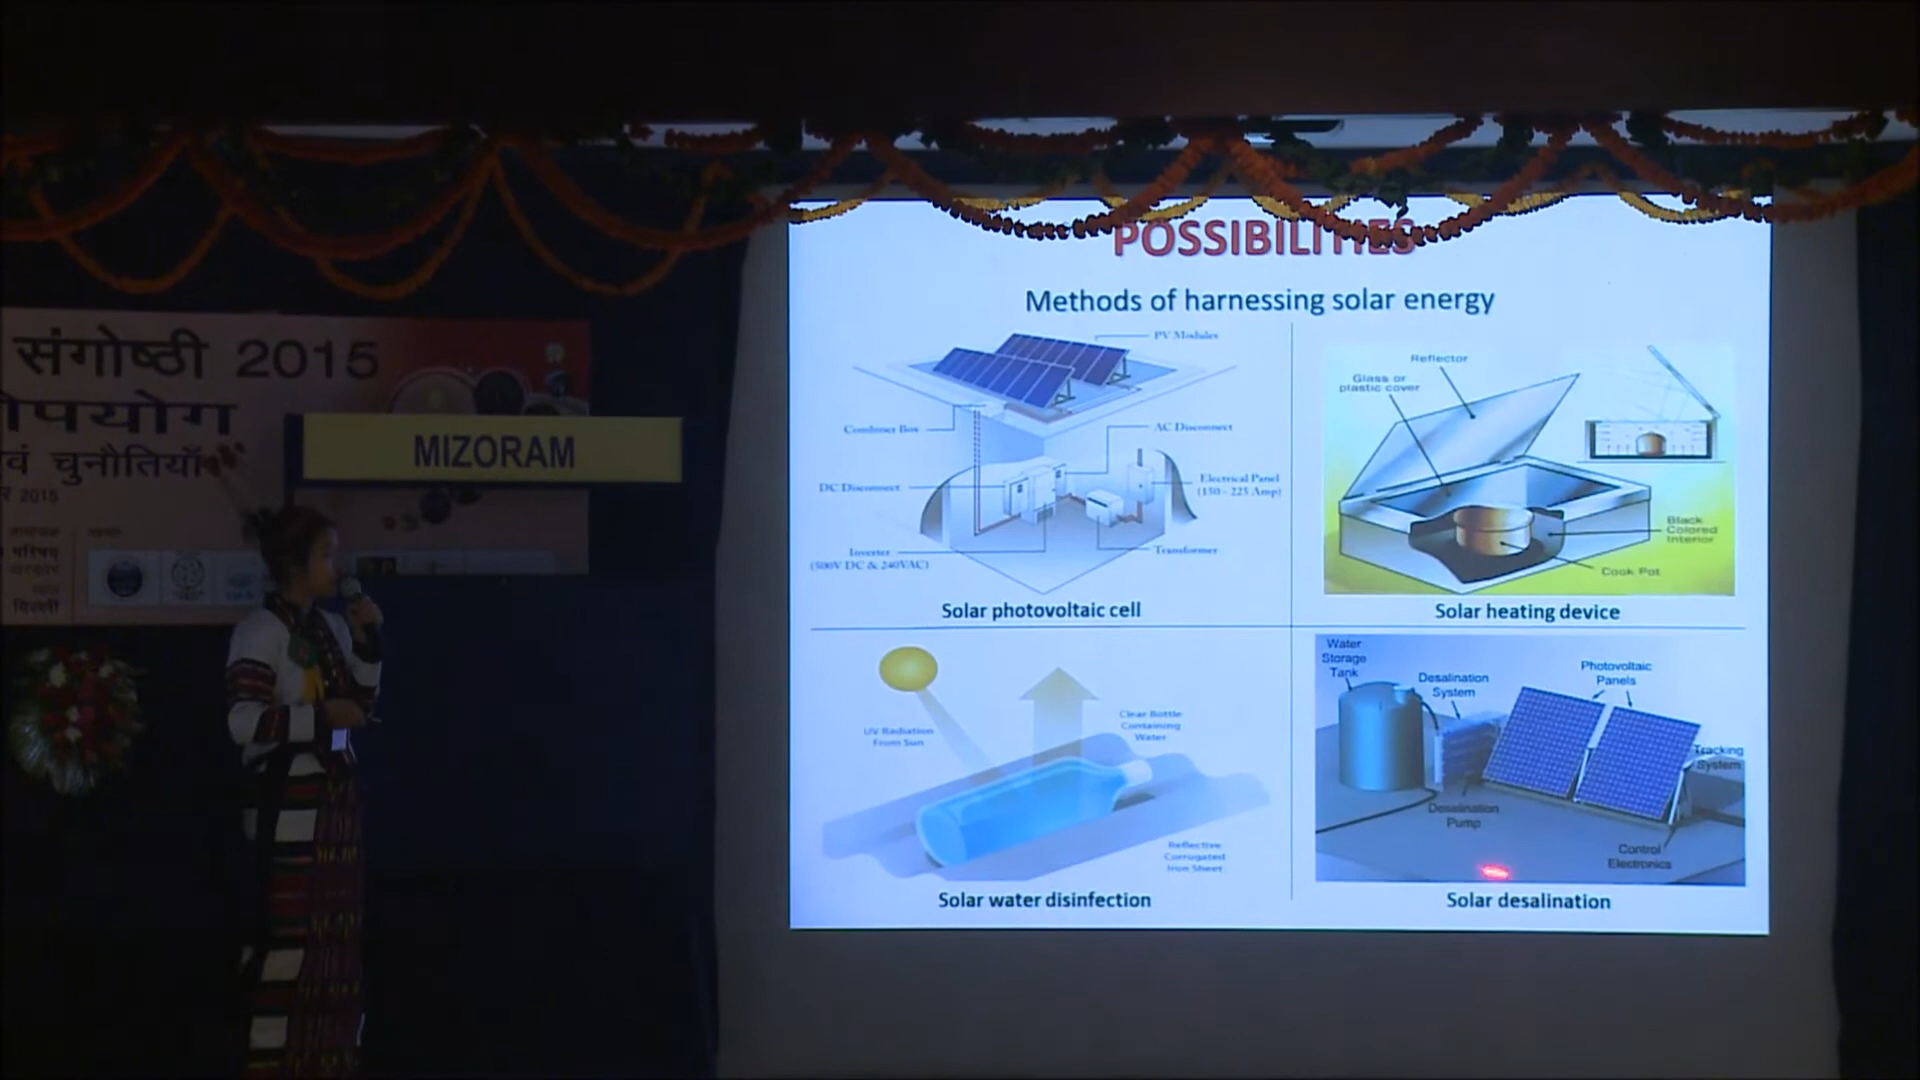 संगोष्ठी 2015
ोपयोग
वं चुनौतियाँ
2015
परिषद्
दिल्ली
MIZORAM
POSSIBILITIES
Methods of harnessing solar energy
PV Modules
Combiner Box
AC Disconnect
DC Disconnect
Electrical Panel
(150 - 225 Amp)
Inverter
(500V DC & 240VAC)
Transformer
Solar photovoltaic cell
Reflector
Glass or
plastic cover
Black
Colored
Interior
Cook Pot
Solar heating device
UV Radiation
From Sun
Clear Bottle
Containing
Water
Reflective
Corrugated
Iron Sheet
Solar water disinfection
Water
Storage
Tank
Desalination
System
Photovoltaic
Panels
Tracking
System
Desalination
Pump
Control
Electronics
Solar desalination